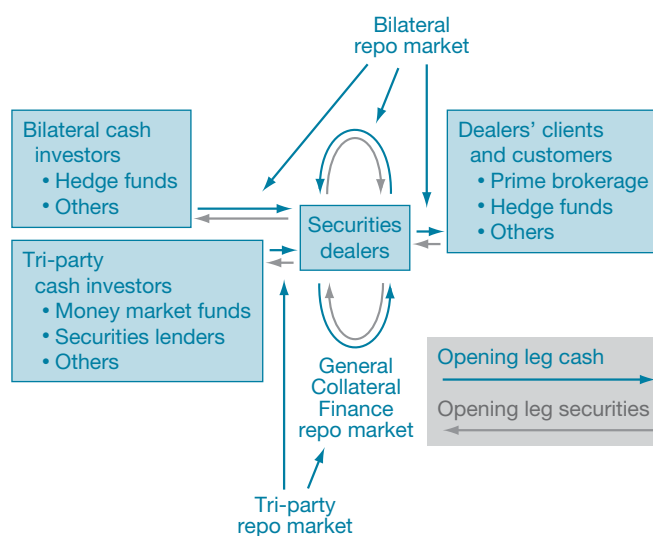 Bilateral
repo market
Bilateral cash
investors
• Hedge funds
• Others
Dealers’ clients
and customers
• Prime brokerage
• Hedge funds
• Others
Securities
dealers
Tri-party
cash investors
• Money market funds
• Securities lenders
• Others
General
Collateral
Finance
repo market
Opening leg cash
Opening leg securities
Tri-party
repo market